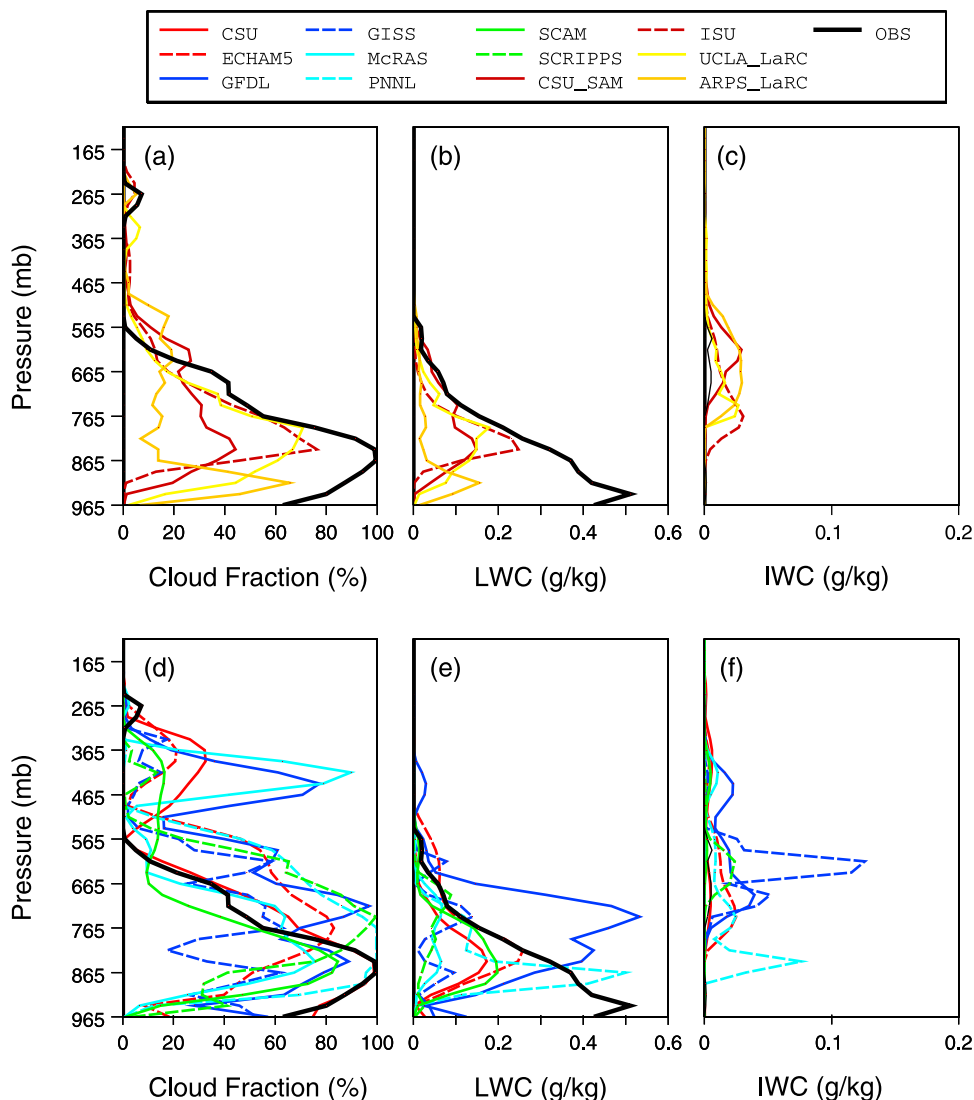 CSU GISS SCAM ISU OBS
ECHAM5 McRAS SCRIPPS UCLA_LaRC
GFDL PNNL CSU_SAM ARPS_LaRC
(a) (b) (c)
165
265
365
465
565
665
765
865
965
Pressure (mb)
0 20 40 60 80 100 0 0.2 0.4 0.6 0 0.1 0.2
Cloud Fraction (%) LWC (g/kg) IWC (g/kg)
(d) (e) (f)
165
265
365
465
565
665
765
865
965
Pressure (mb)
0 20 40 60 80 100 0 0.2 0.4 0.6 0 0.1 0.2
Cloud Fraction (%) LWC (g/kg) IWC (g/kg)